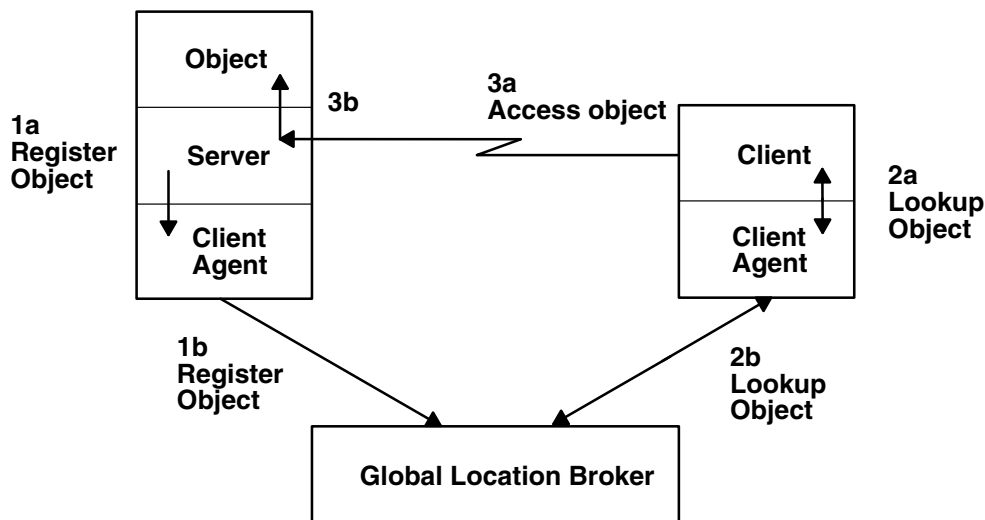 Object
3b
3a
Access object
1a
Register
Object
Server
Client
2a
Lookup
Object
Client
Agent
Client
Agent
1b
Register
Object
2b
Lookup
Object
Global Location Broker